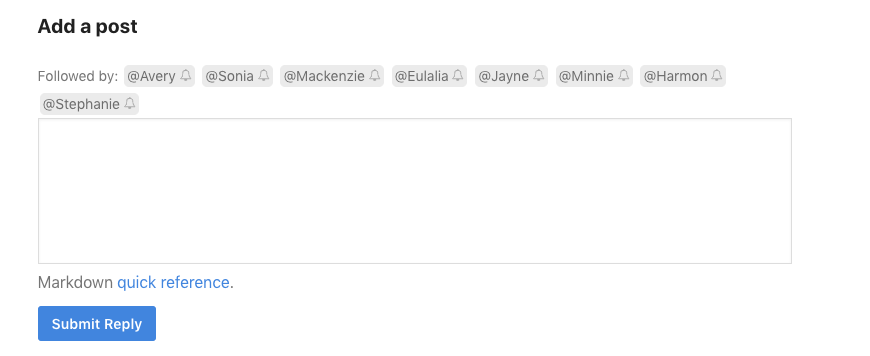 Add a post
Followed by: @Avery @Sonia @Mackenzie @Eulalia @Jayne @Minnie @Harmon
@Stephanie
Markdown quick reference.
Submit Reply